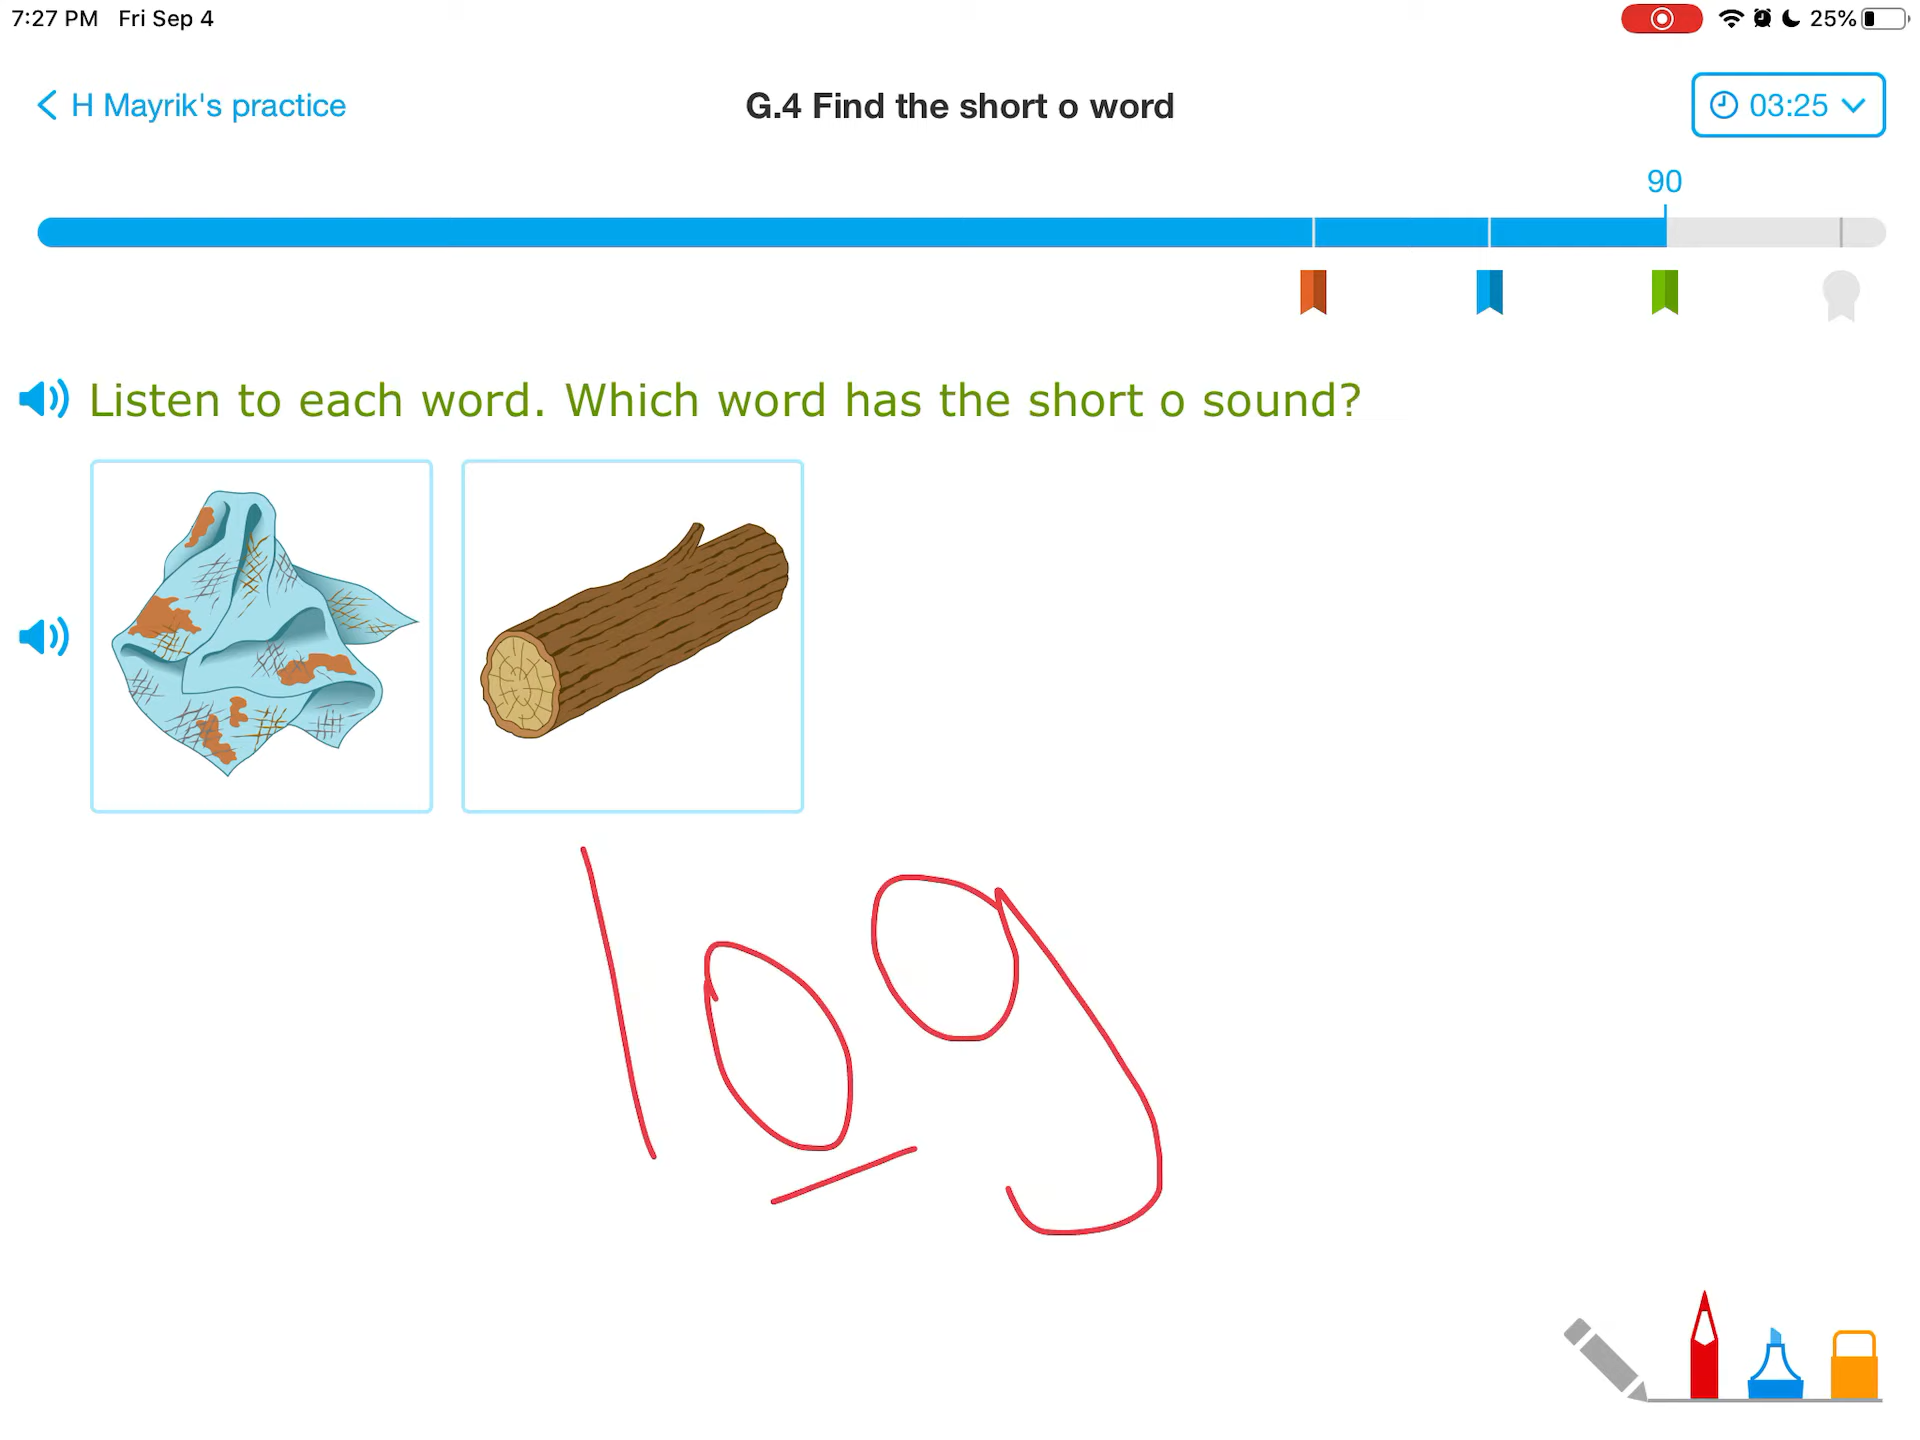 7:27 PM Fri Sep 4 25%
H Mayrik's practice G.4 Find the short o word 03:25
90
Listen to each word. Which word has the short o sound?
log